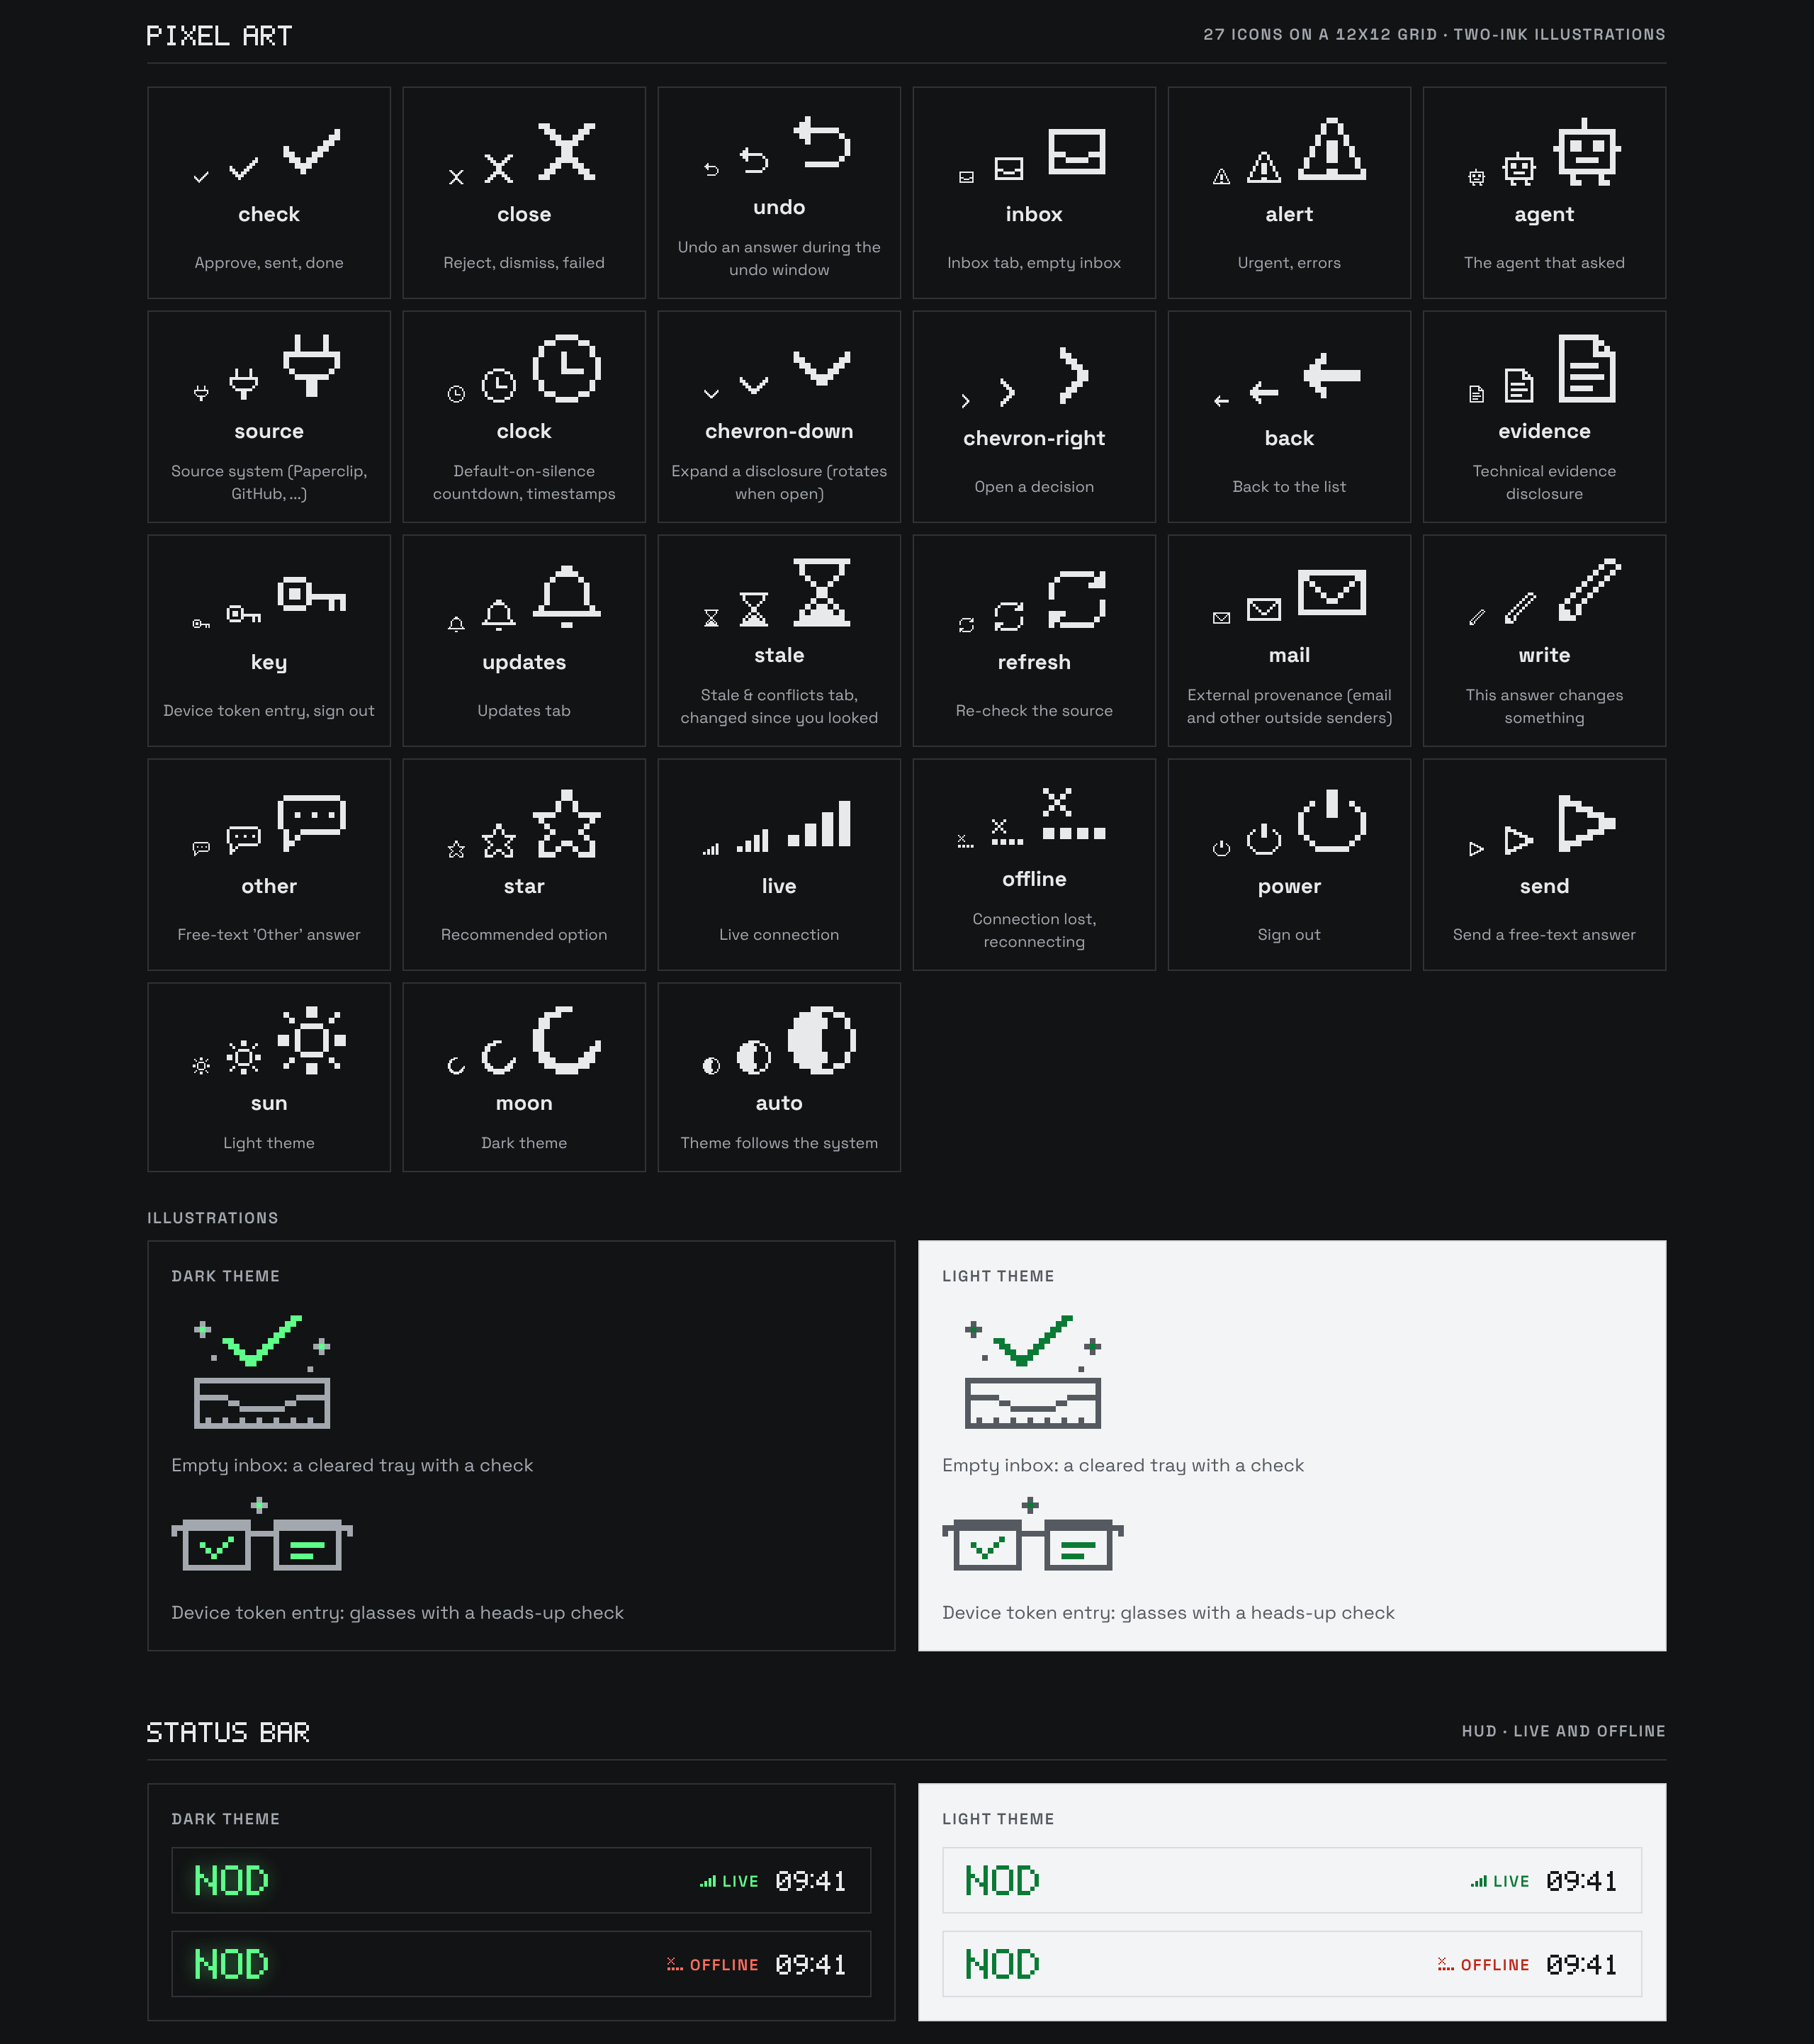 PIXEL ART
27 ICONS ON A 12X12 GRID · TWO-INK ILLUSTRATIONS
check
Approve, sent, done
close
Reject, dismiss, failed
undo
Undo an answer during the
undo window
inbox
Inbox tab, empty inbox
alert
Urgent, errors
agent
The agent that asked
source
Source system (Paperclip,
GitHub, ...)
clock
Default-on-silence
countdown, timestamps
chevron-down
Expand a disclosure (rotates
when open)
chevron-right
Open a decision
back
Back to the list
evidence
Technical evidence
disclosure
key
Device token entry, sign out
updates
Updates tab
stale
Stale & conflicts tab,
changed since you looked
refresh
Re-check the source
mail
External provenance (email
and other outside senders)
write
This answer changes
something
other
Free-text 'Other' answer
star
Recommended option
live
Live connection
offline
Connection lost,
reconnecting
power
Sign out
send
Send a free-text answer
sun
Light theme
moon
Dark theme
auto
Theme follows the system
ILLUSTRATIONS
DARK THEME
Empty inbox: a cleared tray with a check
Device token entry: glasses with a heads-up check
LIGHT THEME
Empty inbox: a cleared tray with a check
Device token entry: glasses with a heads-up check
STATUS BAR
HUD · LIVE AND OFFLINE
DARK THEME
NOD LIVE 09:41
NOD OFFLINE 09:41
LIGHT THEME
NOD LIVE 09:41
NOD OFFLINE 09:41